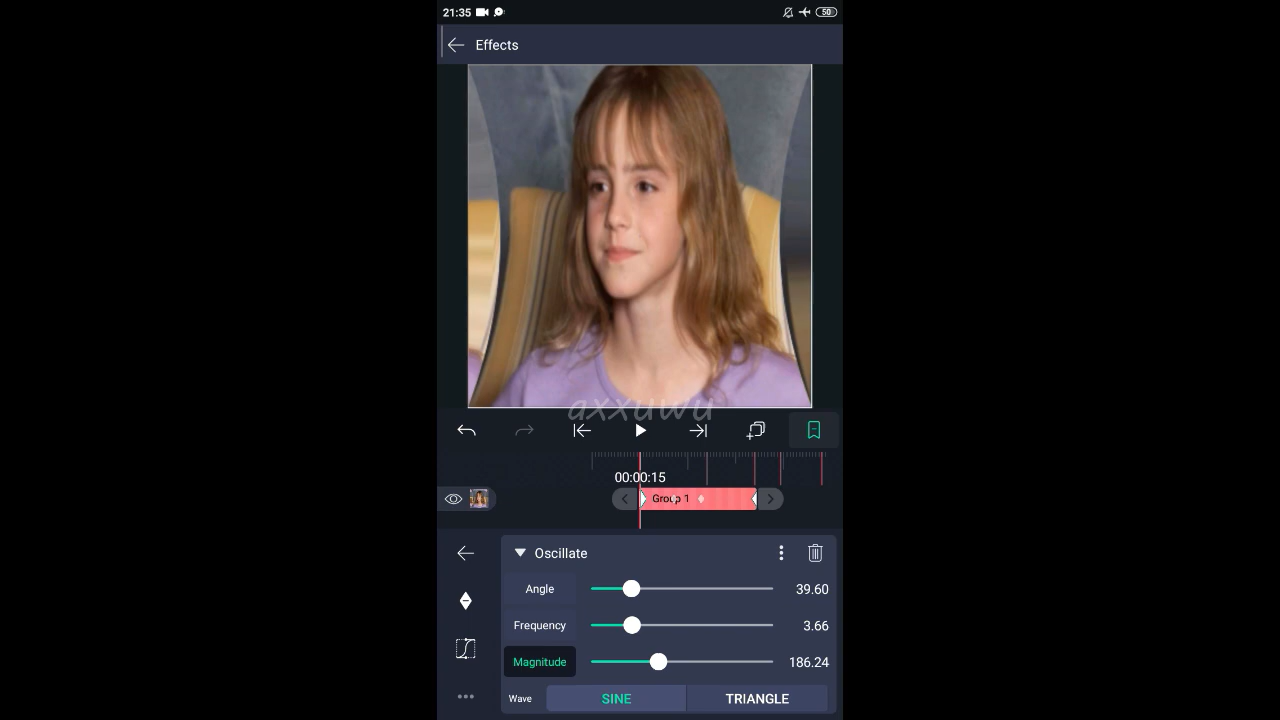 21:35
50
Effects
axxuwu
00:00:15
Group 1
Oscillate
Angle 39.60
Frequency 3.66
Magnitude 186.24
Wave SINE TRIANGLE